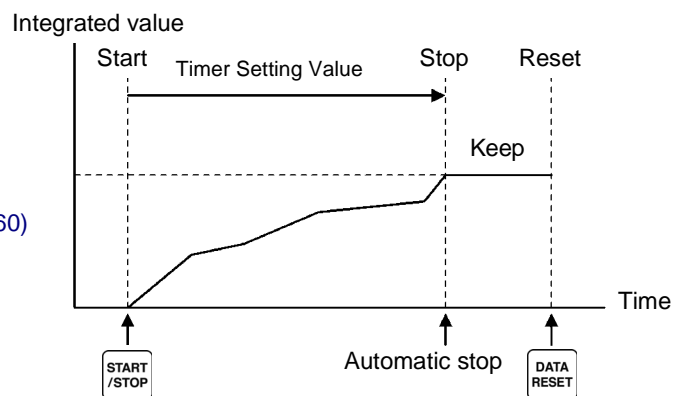 Integrated value
Start
Timer Setting Value
Stop
Reset
Keep
60)
Time
START
/STOP
Automatic stop
DATA
RESET